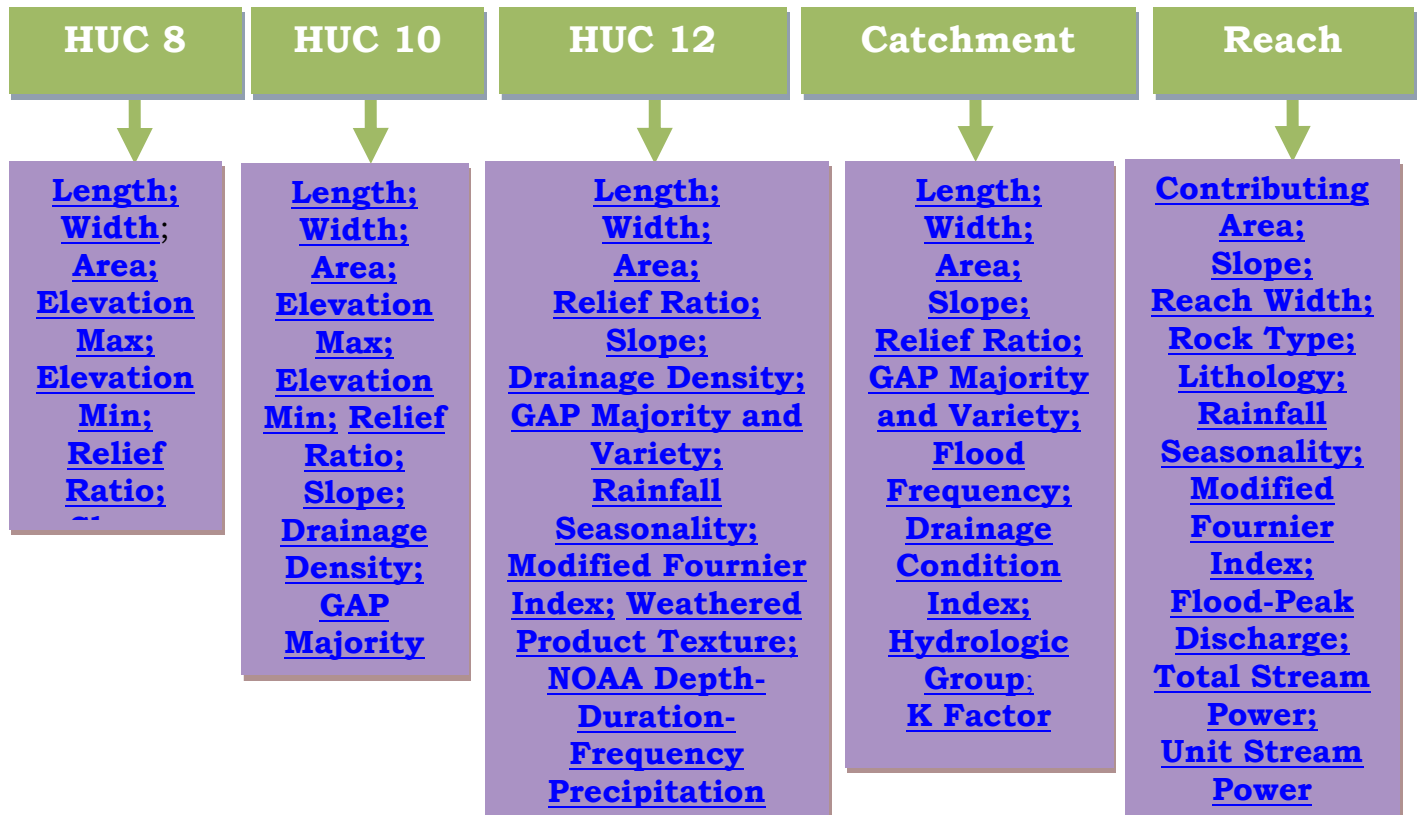 HUC 8
HUC 10
HUC 12
Catchment
Reach
Length;
Width;
Area;
Elevation
Max;
Elevation
Min;
Relief
Ratio;
Length;
Width;
Area;
Elevation
Max;
Elevation
Min; Relief
Ratio;
Slope;
Drainage
Density;
GAP
Majority
Length;
Width;
Area;
Relief Ratio;
Slope;
Drainage Density;
GAP Majority and
Variety;
Rainfall
Seasonality;
Modified Fournier
Index; Weathered
Product Texture;
NOAA Depth-
Duration-
Frequency
Precipitation
Length;
Width;
Area;
Slope;
Relief Ratio;
GAP Majority
and Variety;
Flood
Frequency;
Drainage
Condition
Index;
Hydrologic
Group;
K Factor
Contributing
Area;
Slope;
Reach Width;
Rock Type;
Lithology;
Rainfall
Seasonality;
Modified
Fournier
Index;
Flood-Peak
Discharge;
Total Stream
Power;
Unit Stream
Power